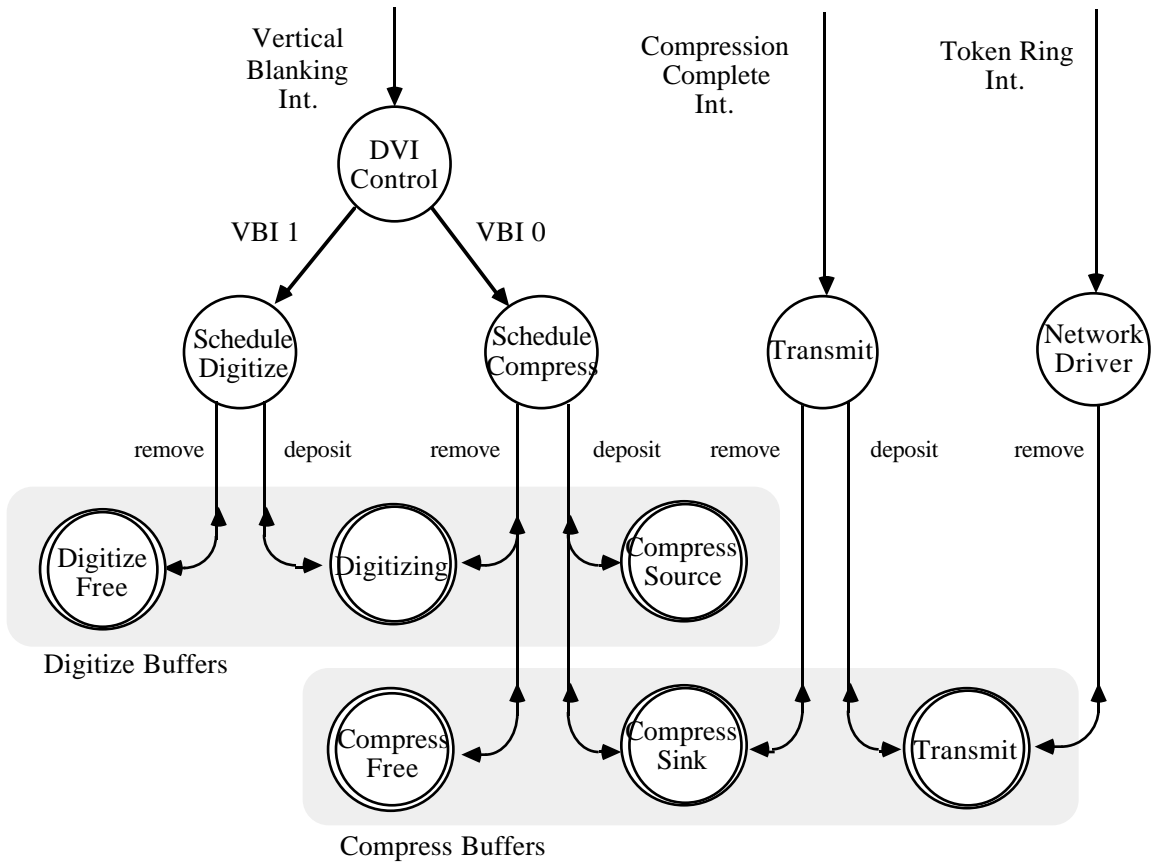 Vertical
Blanking
Int.
Compression
Complete
Int.
Token Ring
Int.
DVI
Control
VBI 1
VBI 0
Schedule
Digitize
Schedule
Compress
Transmit
Network
Driver
remove
deposit
remove
deposit
remove
deposit
remove
Digitize
Free
Digitizing
Compress
Source
Digitize Buffers
Compress
Free
Compress
Sink
Transmit
Compress Buffers